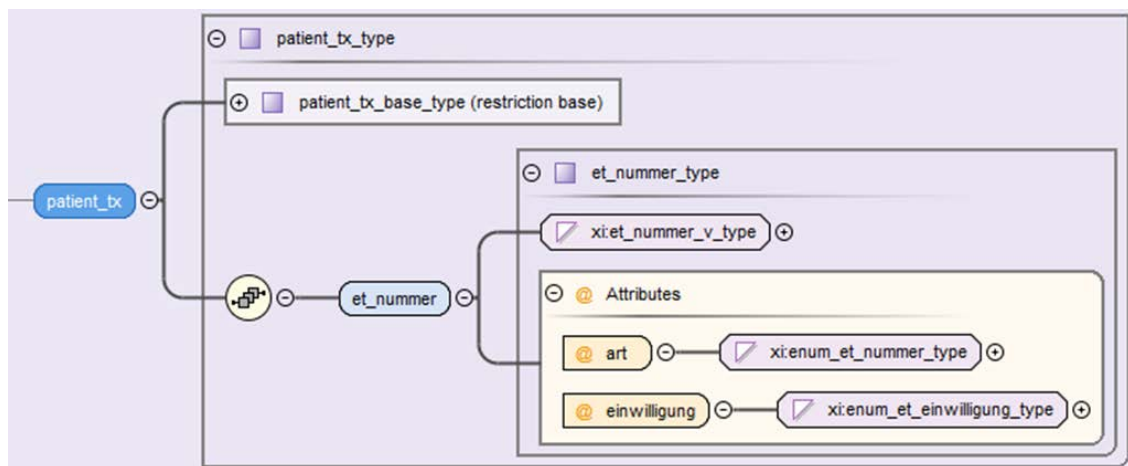 patient_tx_type
patient_tx_base_type (restriction base)
et_nummer_type
patient_tx
xi:et_nummer_v_type
et_nummer
@ Attributes
@ art
xi:enum_et_nummer_type
@ einwilligung
xi:enum_et_einwilligung_type